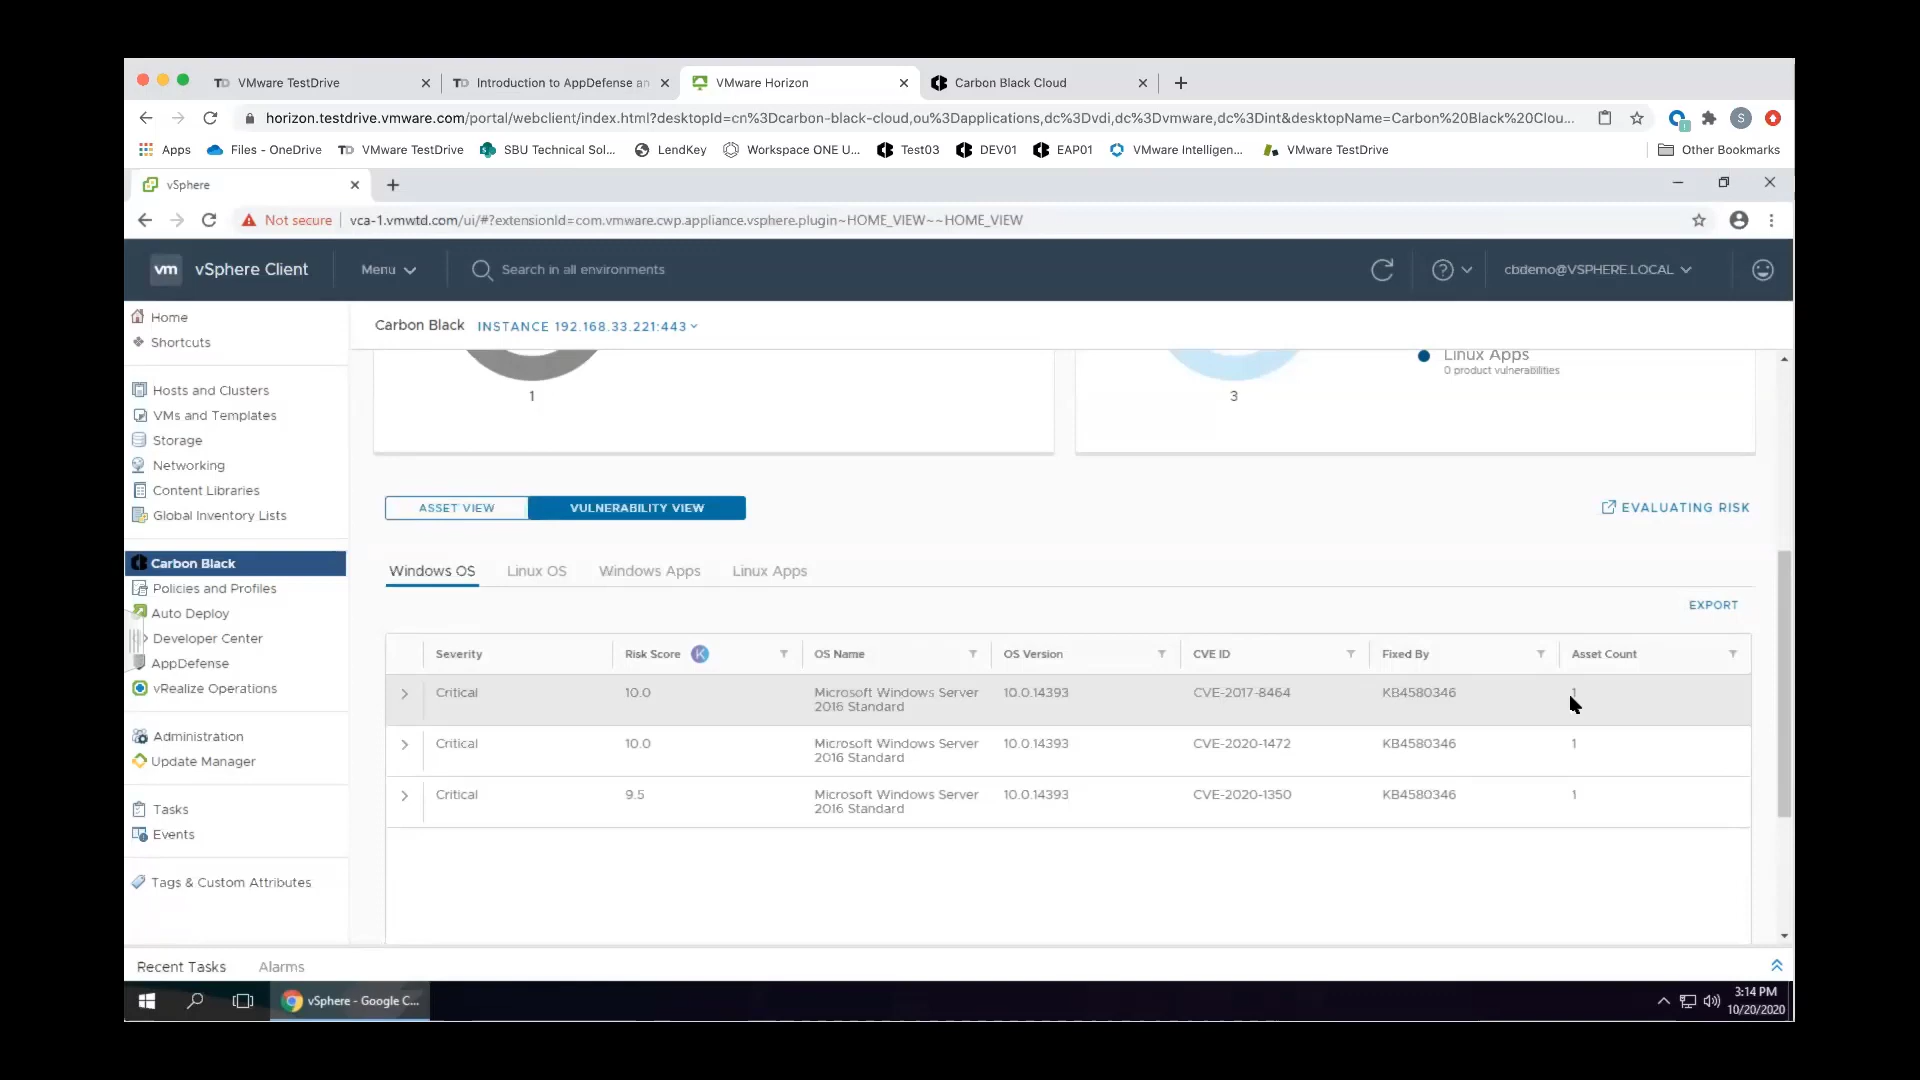 VMware TestDrive
Introduction to AppDefense an
VMware Horizon
Carbon Black Cloud
horizon.testdrive.vmware.com/portal/webclient/index.html?desktopId=cn%3Dcarbon-black-cloud,ou%3Dapplications,dc%3Dvdi,dc%3Dvmware,dc%3Dint&desktopName=Carbon%20Black%20Clou...
S
Apps
Files - OneDrive
VMware TestDrive
SBU Technical Sol...
LendKey
Workspace ONE U...
Test03
DEV01
EAP01
VMware Intelligen...
VMware TestDrive
Other Bookmarks
vSphere
Not secure
vca-1.vmwtd.com/ui/#?extensionId=com.vmware.cwp.appliance.vsphere.plugin~HOME_VIEW~~HOME_VIEW
vm vSphere Client
Menu
Search in all environments
cbdemo@VSPHERE.LOCAL
Home
Shortcuts
Hosts and Clusters
VMs and Templates
Storage
Networking
Content Libraries
Global Inventory Lists
Carbon Black
Policies and Profiles
Auto Deploy
Developer Center
AppDefense
vRealize Operations
Administration
Update Manager
Tasks
Events
Tags & Custom Attributes
Carbon Black INSTANCE 192.168.33.221:443
1
3
Linux Apps
0 product vulnerabilities
ASSET VIEW
VULNERABILITY VIEW
EVALUATING RISK
Windows OS
Linux OS
Windows Apps
Linux Apps
EXPORT
Severity
Risk Score K
OS Name
OS Version
CVE ID
Fixed By
Asset Count
Critical
10.0
Microsoft Windows Server
2016 Standard
10.0.14393
CVE-2017-8464
KB4580346
1
Critical
10.0
Microsoft Windows Server
2016 Standard
10.0.14393
CVE-2020-1472
KB4580346
1
Critical
9.5
Microsoft Windows Server
2016 Standard
10.0.14393
CVE-2020-1350
KB4580346
1
Recent Tasks
Alarms
vSphere - Google C...
3:14 PM
10/20/2020